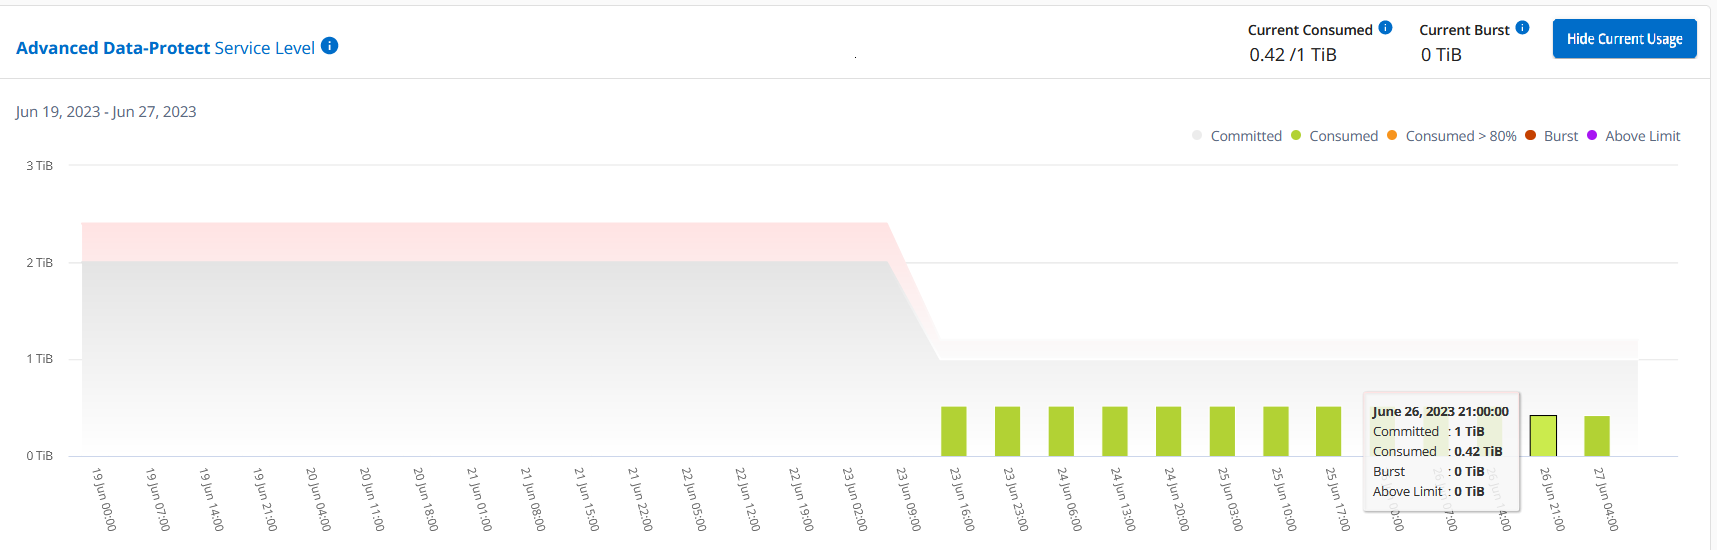 Advanced Data-Protect Service Level
Current Consumed
0.42 /1 TiB
Current Burst
0 TiB
Hide Current Usage
Jun 19, 2023 - Jun 27, 2023
Committed
Consumed
Consumed > 80%
Burst
Above Limit
3 TiB
2 TiB
1 TiB
0 TiB
June 26, 2023 21:00:00
Committed : 1 TiB
Consumed : 0.42 TiB
Burst : 0 TiB
Above Limit : 0 TiB
19 Jun 00:00
19 Jun 07:00
19 Jun 14:00
19 Jun 21:00
20 Jun 04:00
20 Jun 11:00
20 Jun 18:00
21 Jun 01:00
21 Jun 08:00
21 Jun 15:00
21 Jun 22:00
22 Jun 05:00
22 Jun 12:00
22 Jun 19:00
23 Jun 02:00
23 Jun 09:00
23 Jun 16:00
23 Jun 23:00
24 Jun 06:00
24 Jun 13:00
24 Jun 20:00
25 Jun 03:00
25 Jun 10:00
25 Jun 17:00
26 Jun 21:00
27 Jun 04:00